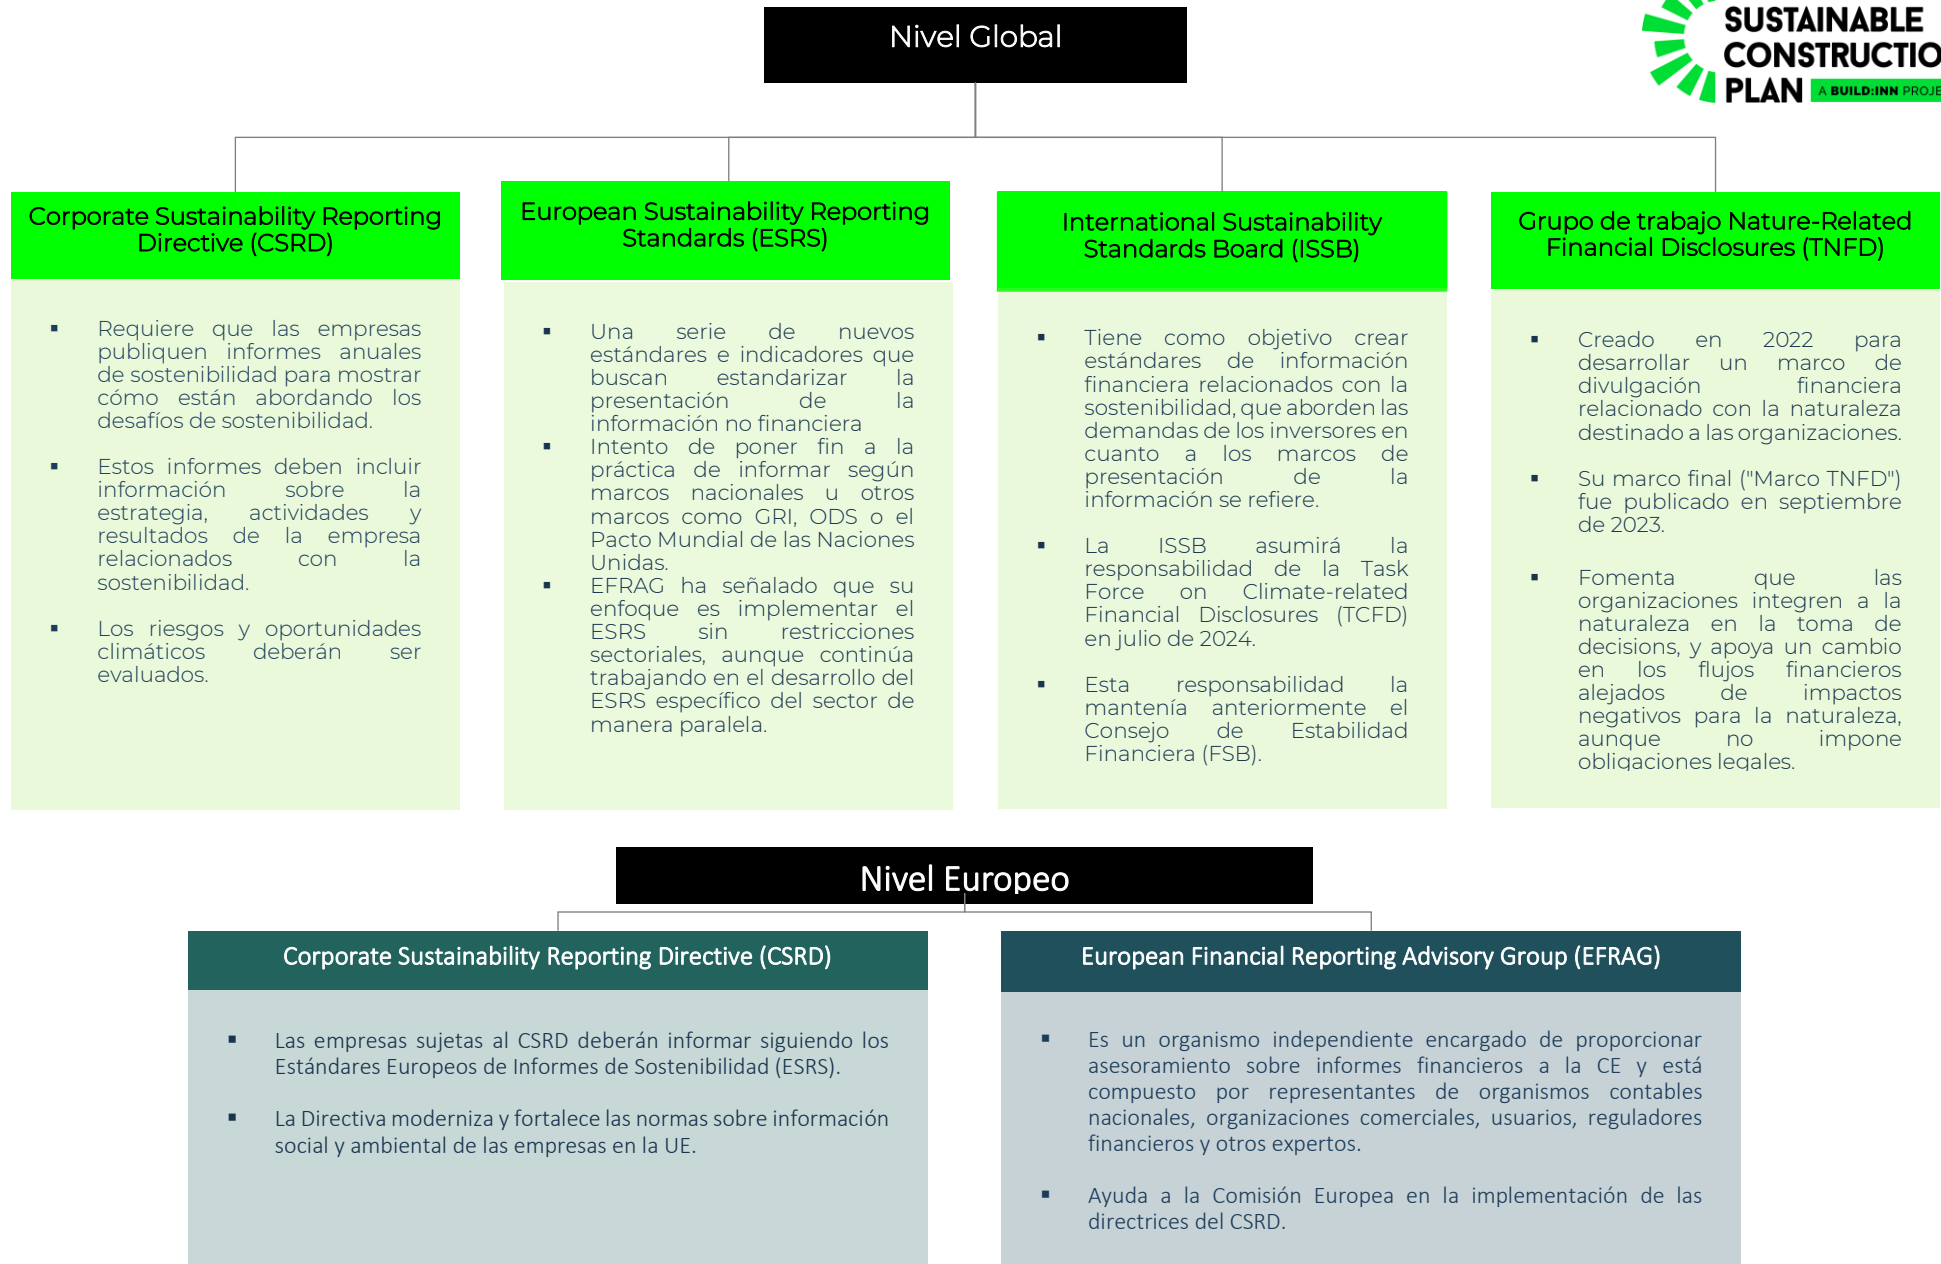 Nivel Global
SUSTAINABLE
CONSTRUCTIO
PLAN A BUILD:INN PROJE
Corporate Sustainability Reporting
Directive (CSRD)
Requiere que las empresas
publiquen informes anuales
de sostenibilidad para mostrar
cómo están abordando los
desafíos de sostenibilidad.
Estos informes deben incluir
información sobre la
estrategia, actividades y
resultados de la empresa
relacionados con la
sostenibilidad.
Los riesgos y oportunidades
climáticos deberán ser
evaluados.
European Sustainability Reporting
Standards (ESRS)
Una serie de nuevos
estándares e indicadores que
buscan estandarizar la
presentación de la
información no financiera
Intento de poner fin a la
práctica de informar según
marcos nacionales u otros
marcos como GRI, ODS o el
Pacto Mundial de las Naciones
Unidas.
EFRAG ha señalado que su
enfoque es implementar el
ESRS sin restricciones
sectoriales, aunque continúa
trabajando en el desarrollo del
ESRS específico del sector de
manera paralela.
International Sustainability
Standards Board (ISSB)
Tiene como objetivo crear
estándares de información
financiera relacionados con la
sostenibilidad, que aborden las
demandas de los inversores en
cuanto a los marcos de
presentación de la
información se refiere.
La ISSB asumirá la
responsabilidad de la Task
Force on Climate-related
Financial Disclosures (TCFD)
en julio de 2024.
Esta responsabilidad la
mantenía anteriormente el
Consejo de Estabilidad
Financiera (FSB).
Grupo de trabajo Nature-Related
Financial Disclosures (TNFD)
Creado en 2022 para
desarrollar un marco de
divulgación financiera
relacionado con la naturaleza
destinado a las organizaciones.
Su marco final ("Marco TNFD")
fue publicado en septiembre
de 2023.
Fomenta que las
organizaciones integren a la
naturaleza en la toma de
decisions, y apoya un cambio
en los flujos financieros
alejados de impactos
negativos para la naturaleza,
aunque no impone
obligaciones legales.
Nivel Europeo
Corporate Sustainability Reporting Directive (CSRD)
Las empresas sujetas al CSRD deberán informar siguiendo los
Estándares Europeos de Informes de Sostenibilidad (ESRS).
La Directiva moderniza y fortalece las normas sobre información
social y ambiental de las empresas en la UE.
European Financial Reporting Advisory Group (EFRAG)
Es un organismo independiente encargado de proporcionar
asesoramiento sobre informes financieros a la CE y está
compuesto por representantes de organismos contables
nacionales, organizaciones comerciales, usuarios, reguladores
financieros y otros expertos.
Ayuda a la Comisión Europea en la implementación de las
directrices del CSRD.